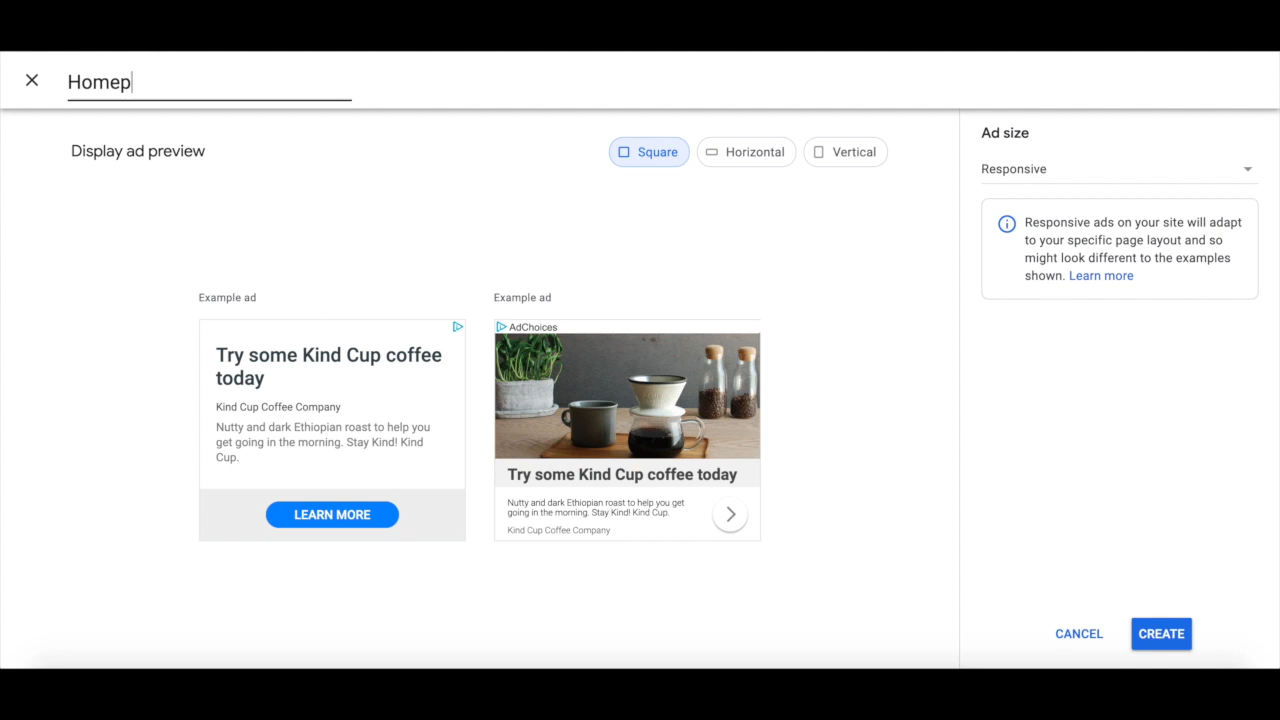 Homep
Display ad preview
Square
Horizontal
Vertical
Example ad
Try some Kind Cup coffee
today
Kind Cup Coffee Company
Nutty and dark Ethiopian roast to help you
get going in the morning. Stay Kind! Kind
Cup.
LEARN MORE
Example ad
AdChoices
Try some Kind Cup coffee today
Nutty and dark Ethiopian roast to help you get
going in the morning. Stay Kind! Kind Cup.
Kind Cup Coffee Company
Ad size
Responsive
Responsive ads on your site will adapt
to your specific page layout and so
might look different to the examples
shown. Learn more
CANCEL
CREATE